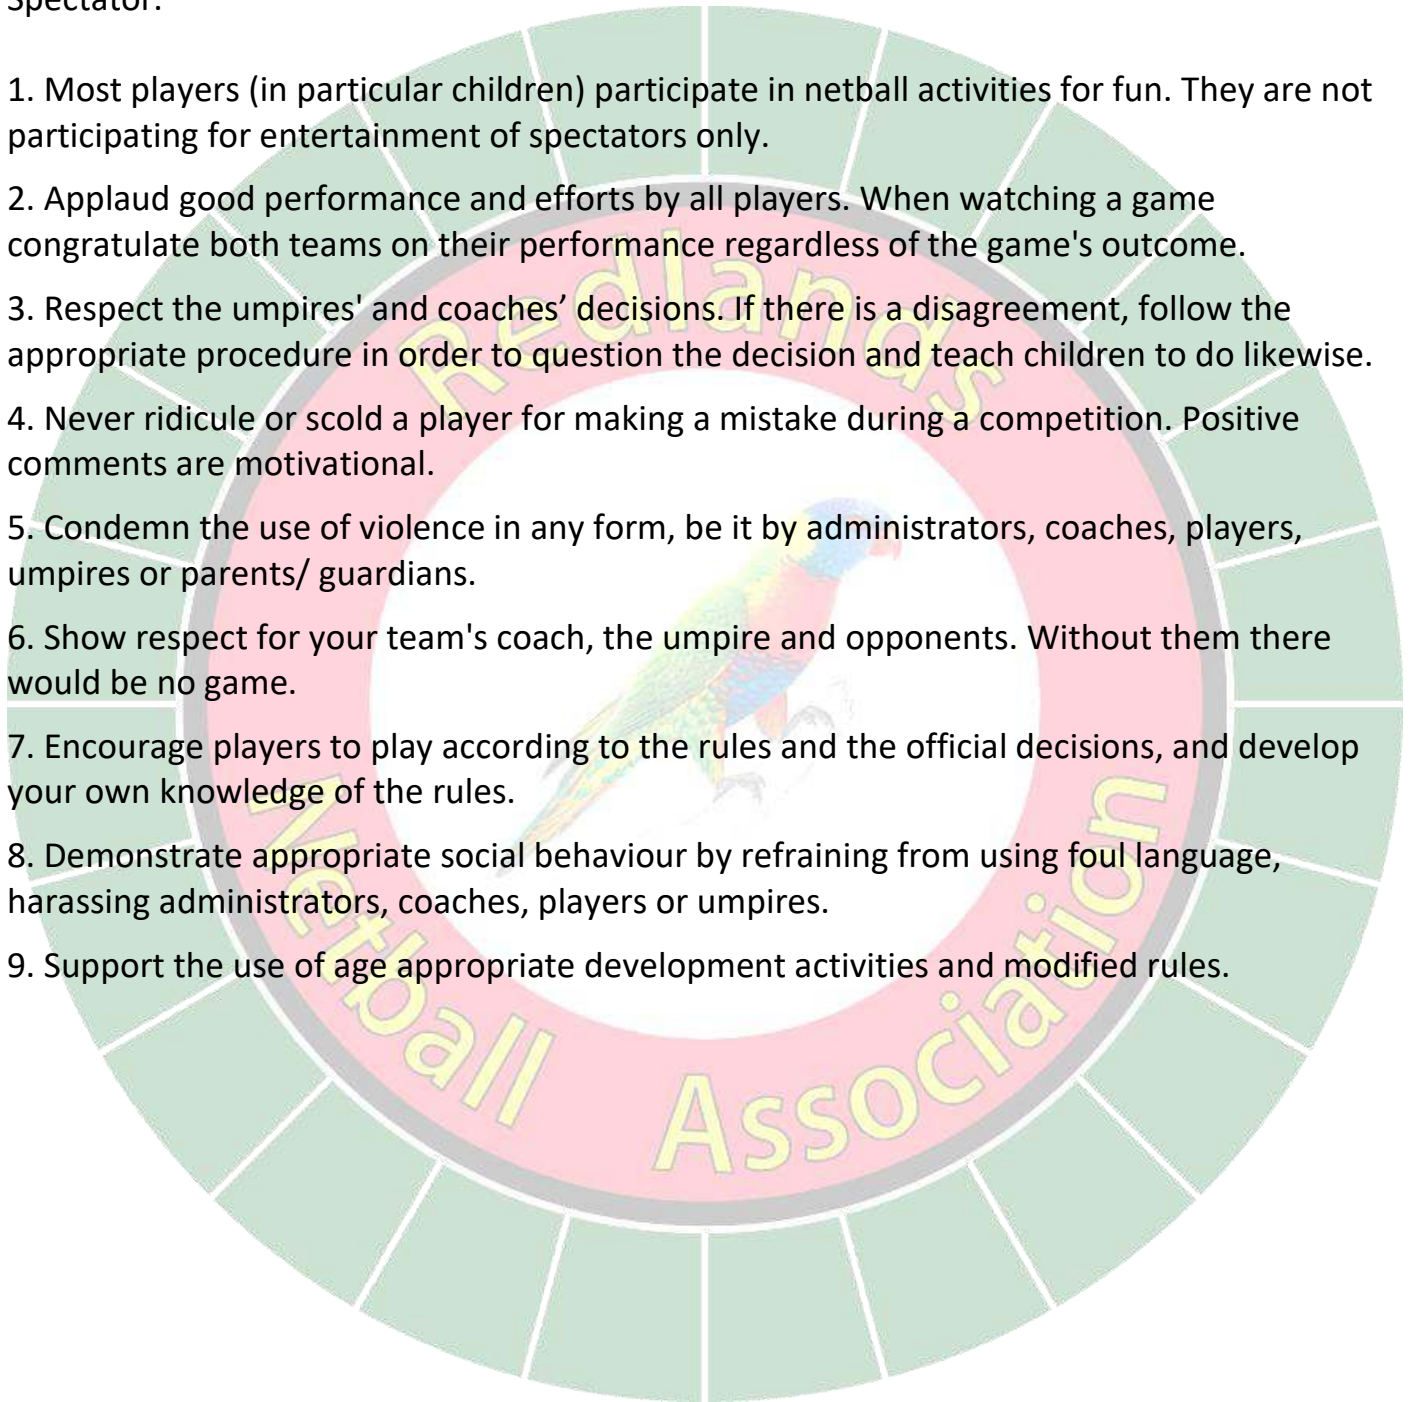 Spectator:
1. Most players (in particular children) participate in netball activities for fun. They are not
participating for entertainment of spectators only.
2. Applaud good performance and efforts by all players. When watching a game
congratulate both teams on their performance regardless of the game's outcome.
3. Respect the umpires' and coaches’ decisions. If there is a disagreement, follow the
appropriate procedure in order to question the decision and teach children to do likewise.
4. Never ridicule or scold a player for making a mistake during a competition. Positive
comments are motivational.
5. Condemn the use of violence in any form, be it by administrators, coaches, players,
umpires or parents/ guardians.
6. Show respect for your team's coach, the umpire and opponents. Without them there
would be no game.
7. Encourage players to play according to the rules and the official decisions, and develop
your own knowledge of the rules.
8. Demonstrate appropriate social behaviour by refraining from using foul language,
harassing administrators, coaches, players or umpires.
9. Support the use of age appropriate development activities and modified rules.
Redlands
Netball Association